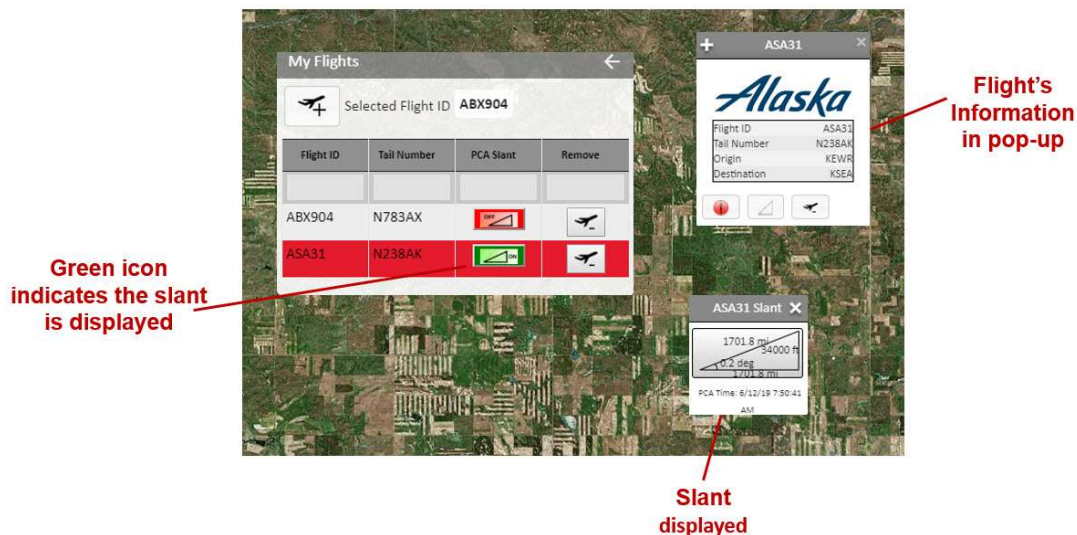 My Flights
Selected Flight ID ABX904
Flight ID Tail Number PCA Slant Remove
ABX904 N783AX OFF
ASA31 N238AK ON
ASA31
Alaska
Flight ID ASA31
Tail Number N238AK
Origin KEWR
Destination KSEA
Flight's
Information
in pop-up
Green icon
indicates the slant
is displayed
ASA31 Slant
1701.8 mi
34000 ft
0.2 deg
1701.8 mi
PCA Time: 6/12/19 7:50:41
AM
Slant
displayed